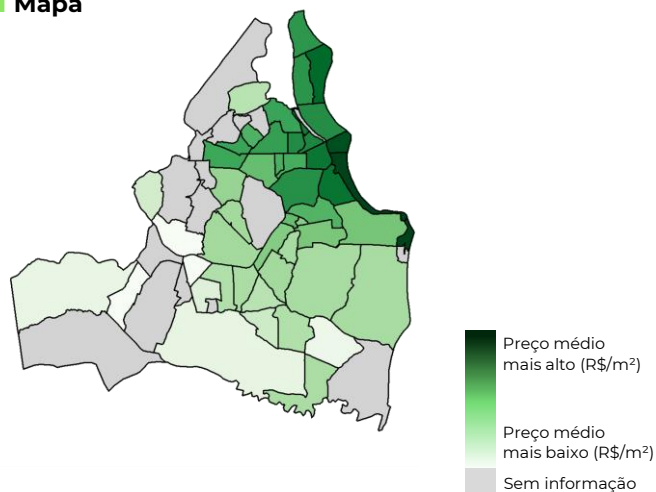 Mapa
Preço médio
mais alto (R$/m²)
Preço médio
mais baixo (R$/m²)
Sem informação